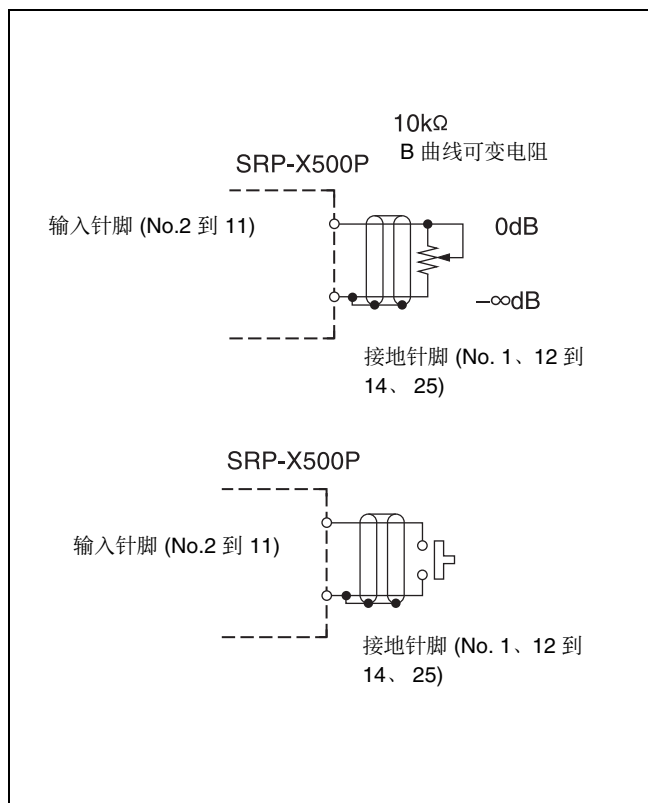 10kΩ
B 曲线可变电阻
SRP-X500P
输入针脚 (No.2 到 11)
0dB
–∞dB
接地针脚 (No. 1、12 到
14、 25)
SRP-X500P
输入针脚 (No.2 到 11)
接地针脚 (No. 1、12 到
14、 25)